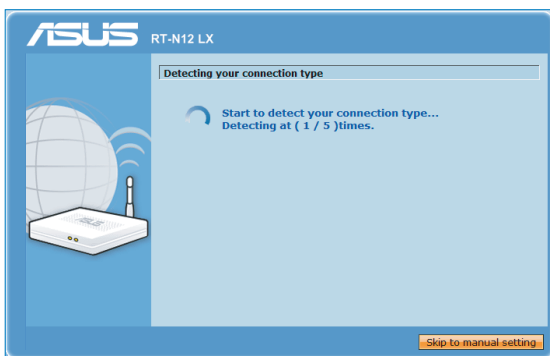 ASUS RT-N12 LX
Detecting your connection type
Start to detect your connection type...
Detecting at ( 1 / 5 )times.
ASUS
Skip to manual setting